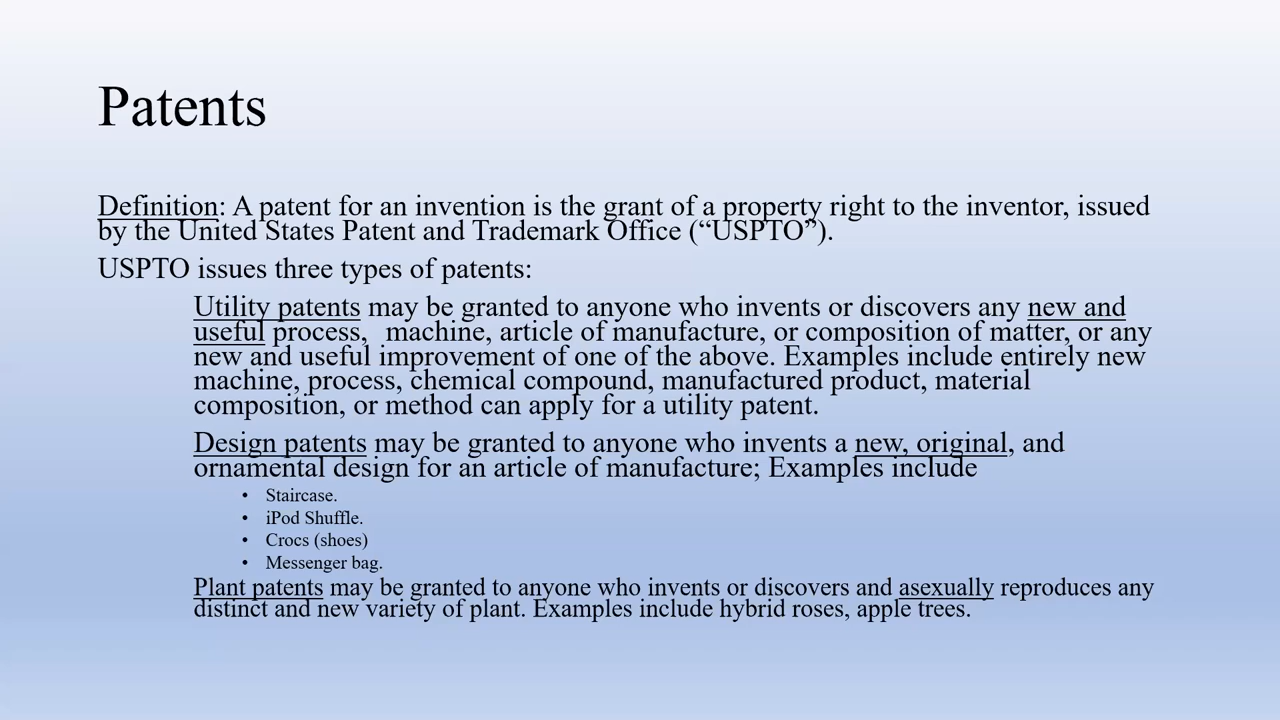 Patents
Definition: A patent for an invention is the grant of a property right to the inventor, issued
by the United States Patent and Trademark Office (“USPTO”).
USPTO issues three types of patents:
Utility patents may be granted to anyone who invents or discovers any new and
useful process,   machine, article of manufacture, or composition of matter, or any
new and useful improvement of one of the above. Examples include entirely new
machine, process, chemical compound, manufactured product, material
composition, or method can apply for a utility patent.
Design patents may be granted to anyone who invents a new, original, and
ornamental design for an article of manufacture; Examples include
• Staircase.
• iPod Shuffle.
• Crocs (shoes)
• Messenger bag.
Plant patents may be granted to anyone who invents or discovers and asexually reproduces any
distinct and new variety of plant. Examples include hybrid roses, apple trees.